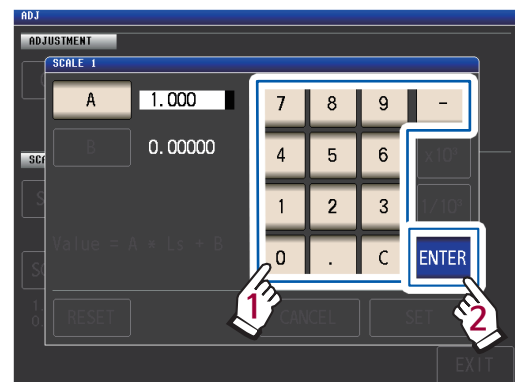 ADJ
ADJUSTMENT
SCALE 1
A 1.000 7 8 9 -
B 0.00000 4 5 6 x10³
1 2 3 1/10³
Value = A * Ls + B
0 . C ENTER
1 2
RESET CANCEL SET
EXIT